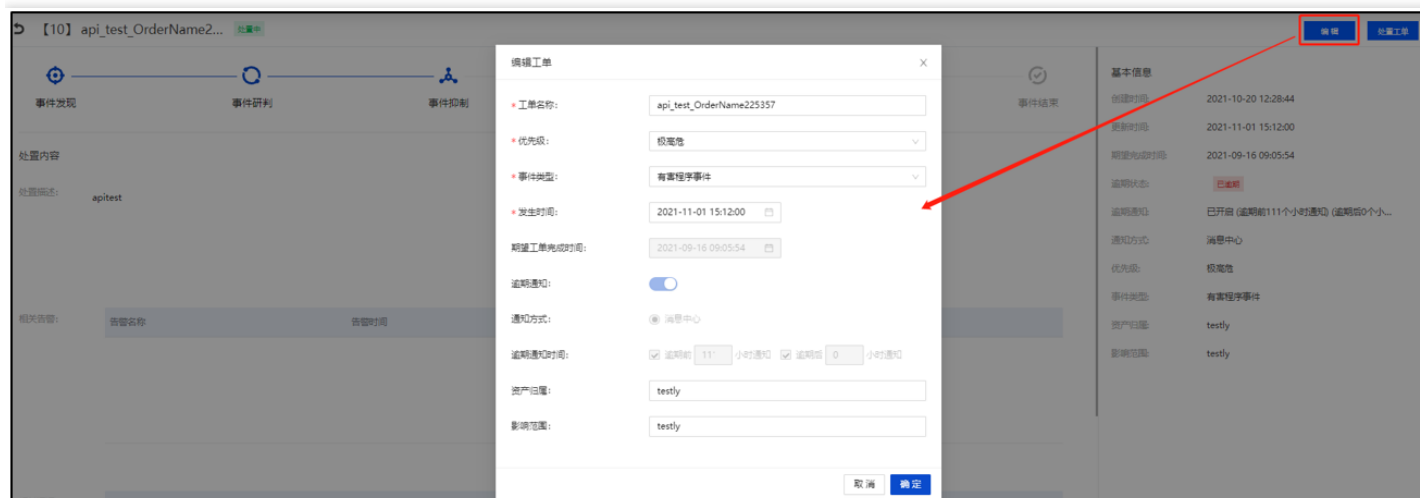 【10】 api_test_OrderName2... 处置中
编辑 处置工单
事件发现 事件研判 事件抑制 事件结束
处置内容
处置描述: apitest
相关告警: 告警名称 告警时间
编辑工单
* 工单名称: api_test_OrderName225357
* 优先级: 极高危
* 事件类型: 有害程序事件
* 发生时间: 2021-11-01 15:12:00
期望工单完成时间: 2021-09-16 09:05:54
逾期通知:
通知方式: 消息中心
逾期通知时间: 逾期前 11 小时通知 逾期后 0 小时通知
资产归属: testly
影响范围: testly
取消 确定
基本信息
创建时间: 2021-10-20 12:28:44
更新时间: 2021-11-01 15:12:00
期望完成时间: 2021-09-16 09:05:54
逾期状态: 已逾期
逾期通知: 已开启 (逾期前111个小时通知) (逾期后0个小...
通知方式: 消息中心
优先级: 极高危
事件类型: 有害程序事件
资产归属: testly
影响范围: testly